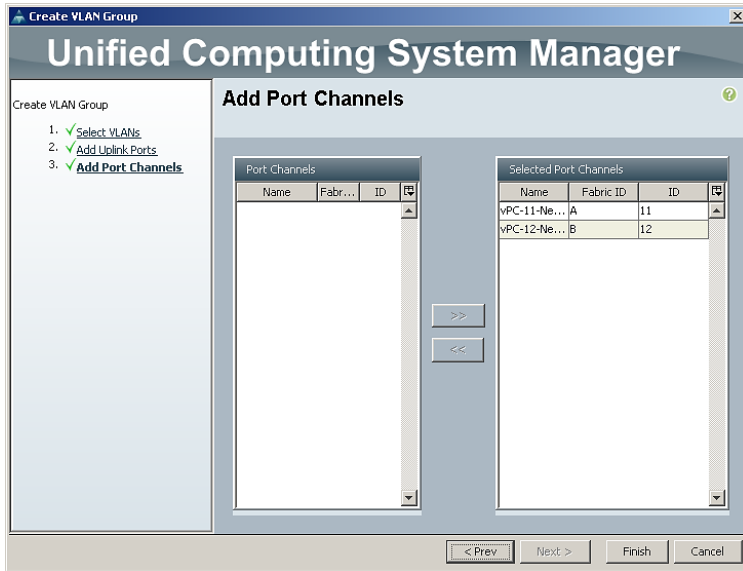 Create VLAN Group
Unified Computing System Manager
Create VLAN Group
1. Select VLANs
2. Add Uplink Ports
3. Add Port Channels
Add Port Channels
Port Channels
Name Fabr... ID
Selected Port Channels
Name Fabric ID ID
vPC-11-Ne... A 11
vPC-12-Ne... B 12
>>
<<
< Prev Next > Finish Cancel